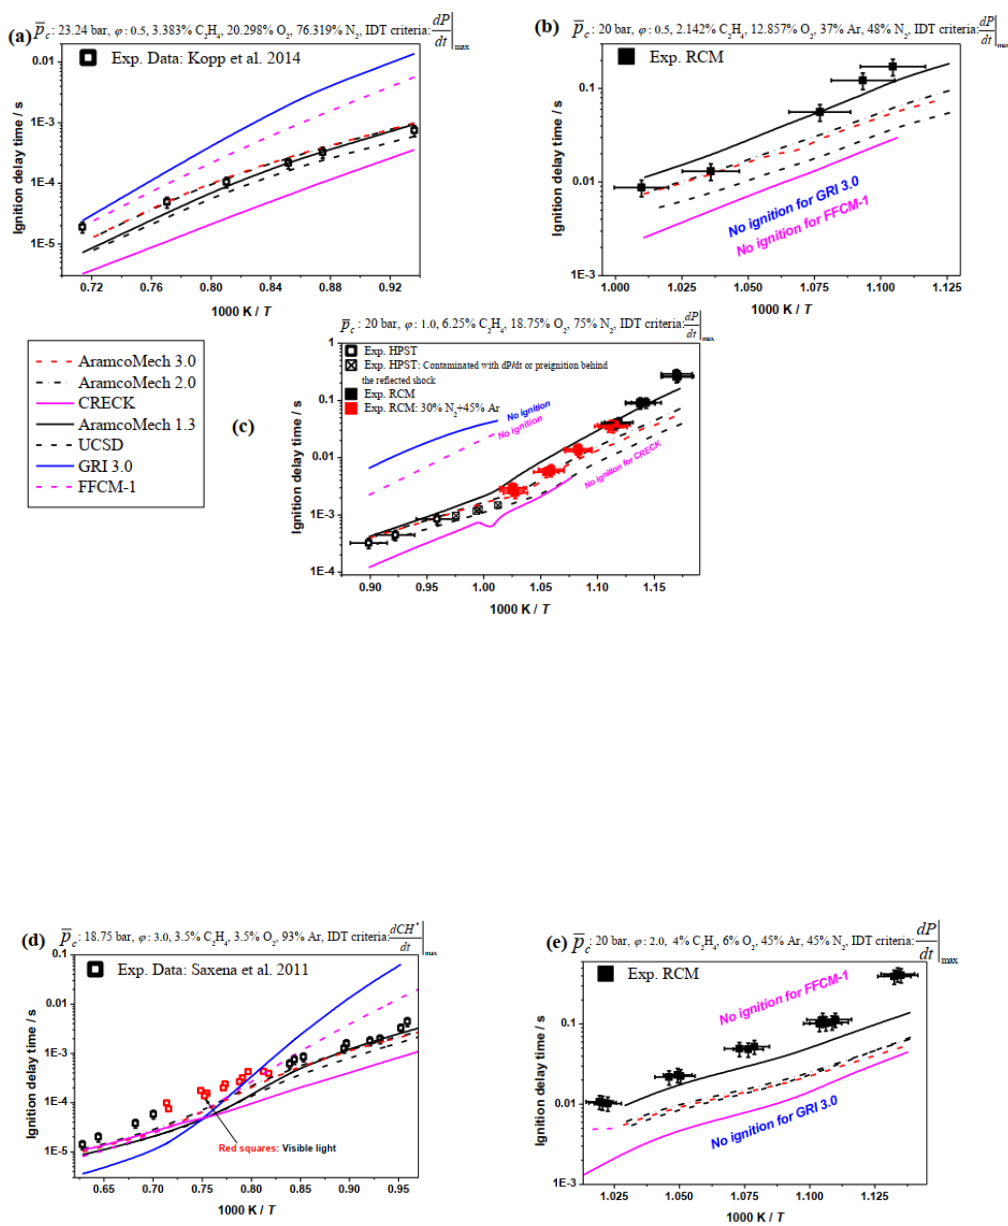 (a) p̅c : 23.24 bar, φ : 0.5, 3.383% C2H4, 20.298% O2, 76.319% N2, IDT criteria: dP/dt|max
Exp. Data: Kopp et al. 2014
Ignition delay time / s
0.01
1E-3
1E-4
1E-5
0.72 0.76 0.80 0.84 0.88 0.92
1000 K / T
(b) p̅c : 20 bar, φ : 0.5, 2.142% C2H4, 12.857% O2, 37% Ar, 48% N2, IDT criteria: dP/dt|max
Exp. RCM
Ignition delay time / s
0.1
0.01
1E-3
No ignition for GRI 3.0
No ignition for FFCM-1
1.000 1.025 1.050 1.075 1.100 1.125
1000 K / T
AramcoMech 3.0
AramcoMech 2.0
CRECK
AramcoMech 1.3
UCSD
GRI 3.0
FFCM-1
(c) p̅c : 20 bar, φ : 1.0, 6.25% C2H4, 18.75% O2, 75% N2, IDT criteria: dP/dt|max
Exp. HPST
Exp. HPST: Contaminated with dP/dt or preignition behind
the reflected shock
Exp. RCM
Exp. RCM: 30% N2+45% Ar
Ignition delay time / s
1
0.1
0.01
1E-3
1E-4
No ignition
No ignition
No ignition for CRECK
0.90 0.95 1.00 1.05 1.10 1.15
1000 K / T
(d) p̅c : 18.75 bar, φ : 3.0, 3.5% C2H4, 3.5% O2, 93% Ar, IDT criteria: dCH*/dt|max
Exp. Data: Saxena et al. 2011
Ignition delay time / s
0.1
0.01
1E-3
1E-4
1E-5
Red squares: Visible light
0.65 0.70 0.75 0.80 0.85 0.90 0.95
1000 K / T
(e) p̅c : 20 bar, φ : 2.0, 4% C2H4, 6% O2, 45% Ar, 45% N2, IDT criteria: dP/dt|max
Exp. RCM
No ignition for FFCM-1
Ignition delay time / s
0.1
0.01
1E-3
No ignition for GRI 3.0
1.025 1.050 1.075 1.100 1.125
1000 K / T